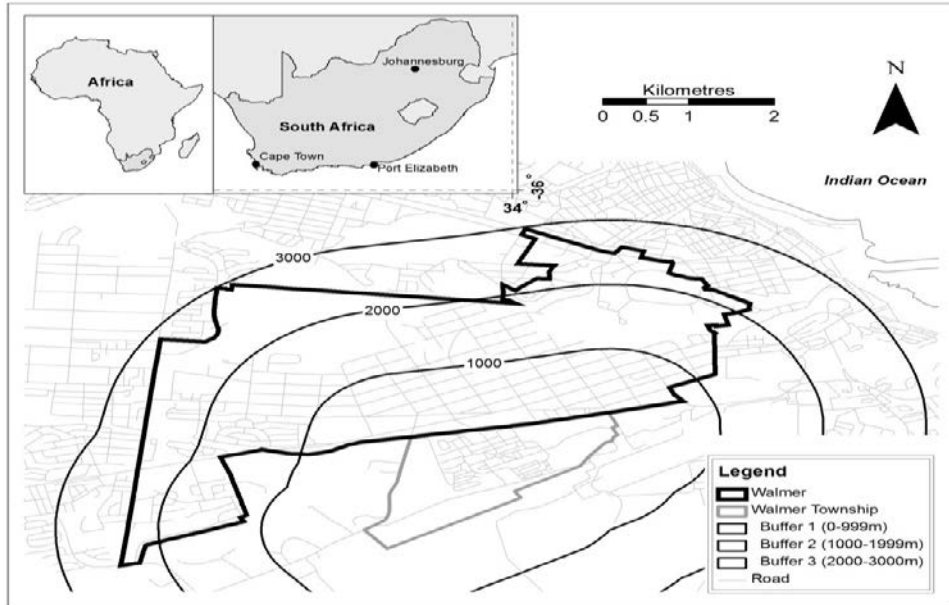 Africa
Johannesburg
South Africa
Cape Town
Port Elizabeth
Kilometres
0 0.5 1 2
N
Indian Ocean
34°
-36°
3000
2000
1000
Legend
Walmer
Walmer Township
Buffer 1 (0-999m)
Buffer 2 (1000-1999m)
Buffer 3 (2000-3000m)
Road